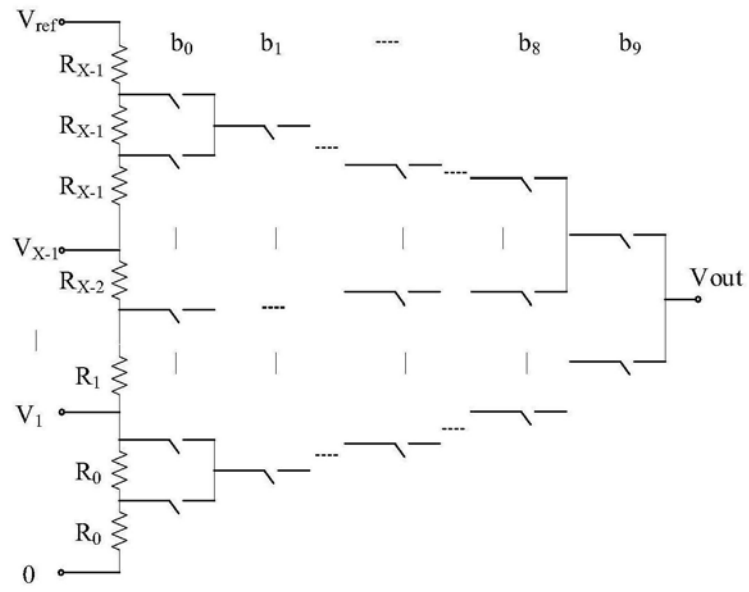 Vref
b0 b1 ---- b8 b9
RX-1
RX-1
RX-1
VX-1
RX-2
Vout
R1
V1
R0
R0
0